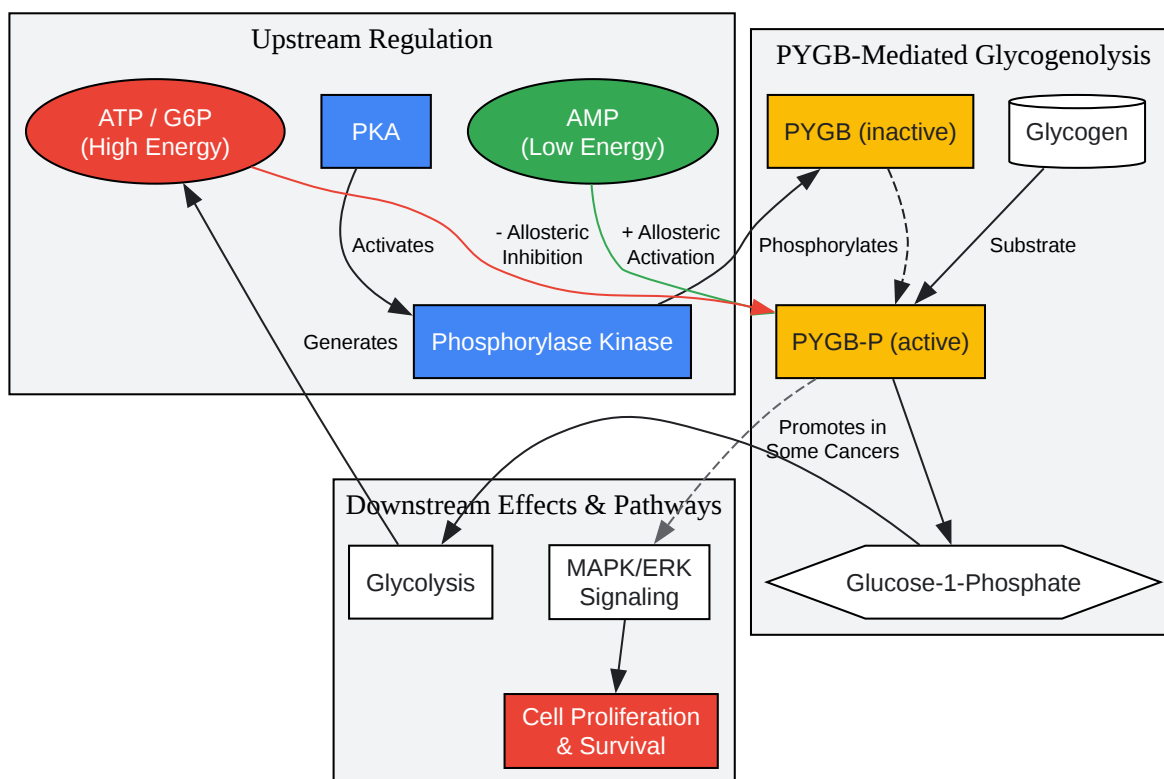 Upstream Regulation
ATP / G6P
(High Energy)
PKA
AMP
(Low Energy)
Activates
- Allosteric
Inhibition
+ Allosteric
Activation
Generates
Phosphorylase Kinase
PYGB-Mediated Glycogenolysis
PYGB (inactive)
Glycogen
Phosphorylates
Substrate
PYGB-P (active)
Promotes in
Some Cancers
Glucose-1-Phosphate
Downstream Effects & Pathways
Glycolysis
MAPK/ERK
Signaling
Cell Proliferation
& Survival